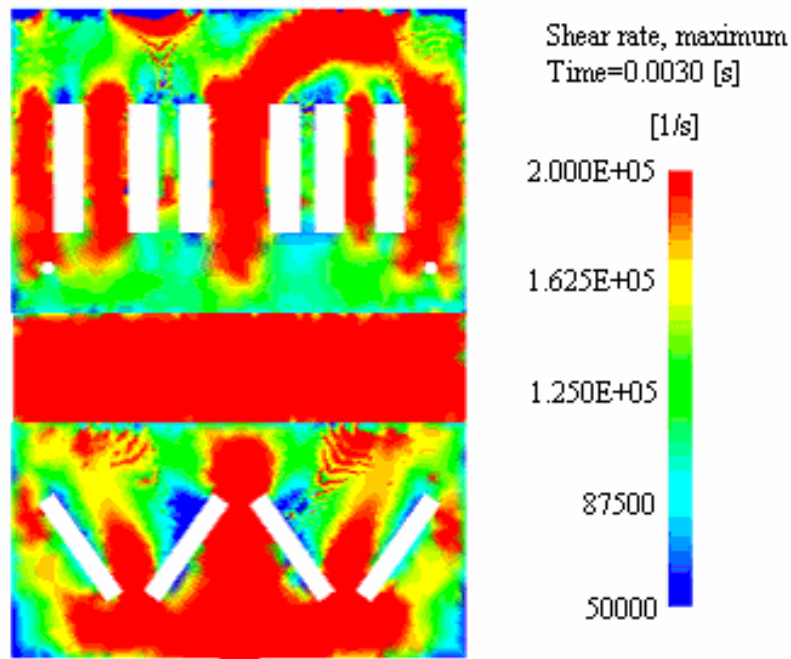 Shear rate, maximum
Time=0.0030 [s]
[1/s]
2.000E+05
1.625E+05
1.250E+05
87500
50000